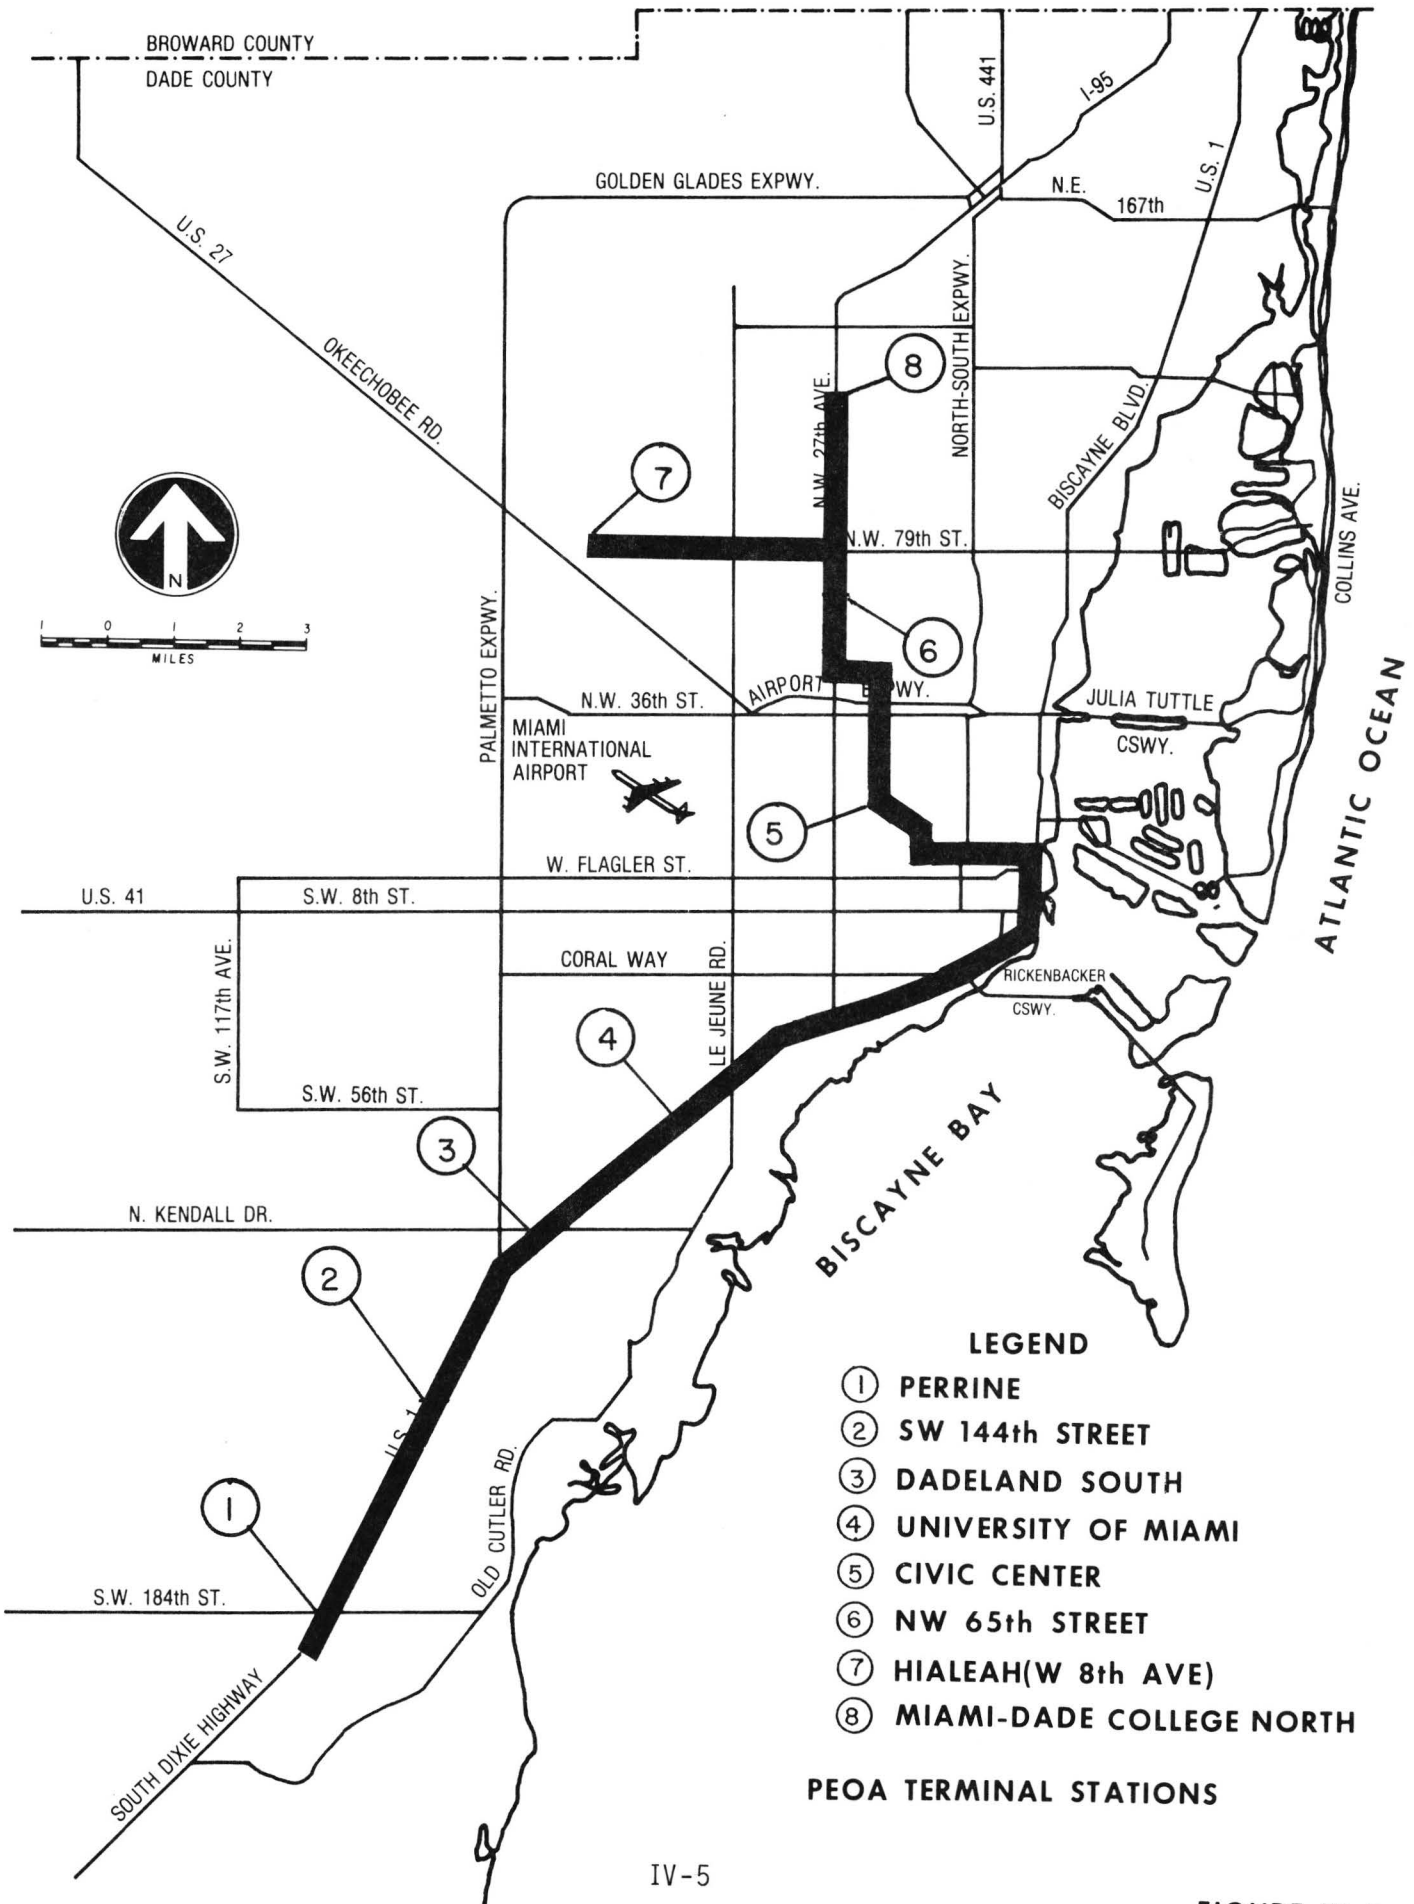 BROWARD COUNTY
DADE COUNTY
U.S. 441
I-95
U.S. 1
GOLDEN GLADES EXPWY.
N.E.
167th
U.S. 27
OKEECHOBEE RD.
NORTH-SOUTH EXPWY.
8
N.W. 27th AVE.
BISCAYNE BLVD.
7
N.W. 79th ST.
COLLINS AVE.
N
1 0 1 2 3
MILES
PALMETTO EXPWY.
6
N.W. 36th ST.
AIRPORT
JULIA TUTTLE
CSWY.
MIAMI
INTERNATIONAL
AIRPORT
ATLANTIC OCEAN
5
W. FLAGLER ST.
U.S. 41
S.W. 8th ST.
S.W. 117th AVE.
CORAL WAY
LE JEUNE RD.
RICKENBACKER
CSWY.
4
S.W. 56th ST.
3
BISCAYNE BAY
N. KENDALL DR.
2
U.S. 1
1
OLD CUTLER RD.
S.W. 184th ST.
SOUTH DIXIE HIGHWAY
LEGEND
1 PERRINE
2 SW 144th STREET
3 DADELAND SOUTH
4 UNIVERSITY OF MIAMI
5 CIVIC CENTER
6 NW 65th STREET
7 HIALEAH(W 8th AVE)
8 MIAMI-DADE COLLEGE NORTH
PEOA TERMINAL STATIONS
IV-5